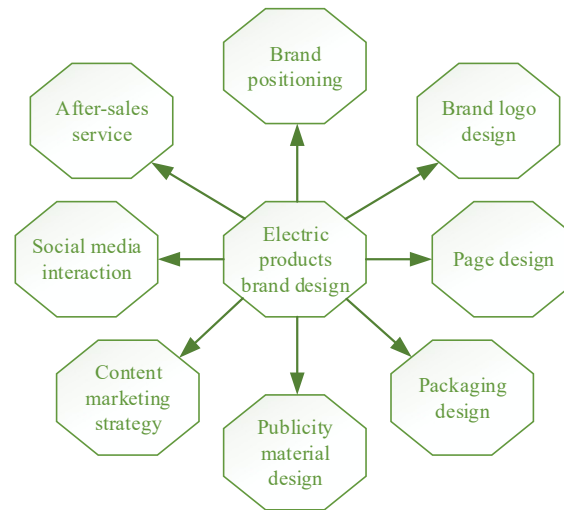 Brand
positioning
After-sales
service
Brand logo
design
Social media
interaction
Electric
products
brand design
Page design
Content
marketing
strategy
Publicity
material
design
Packaging
design